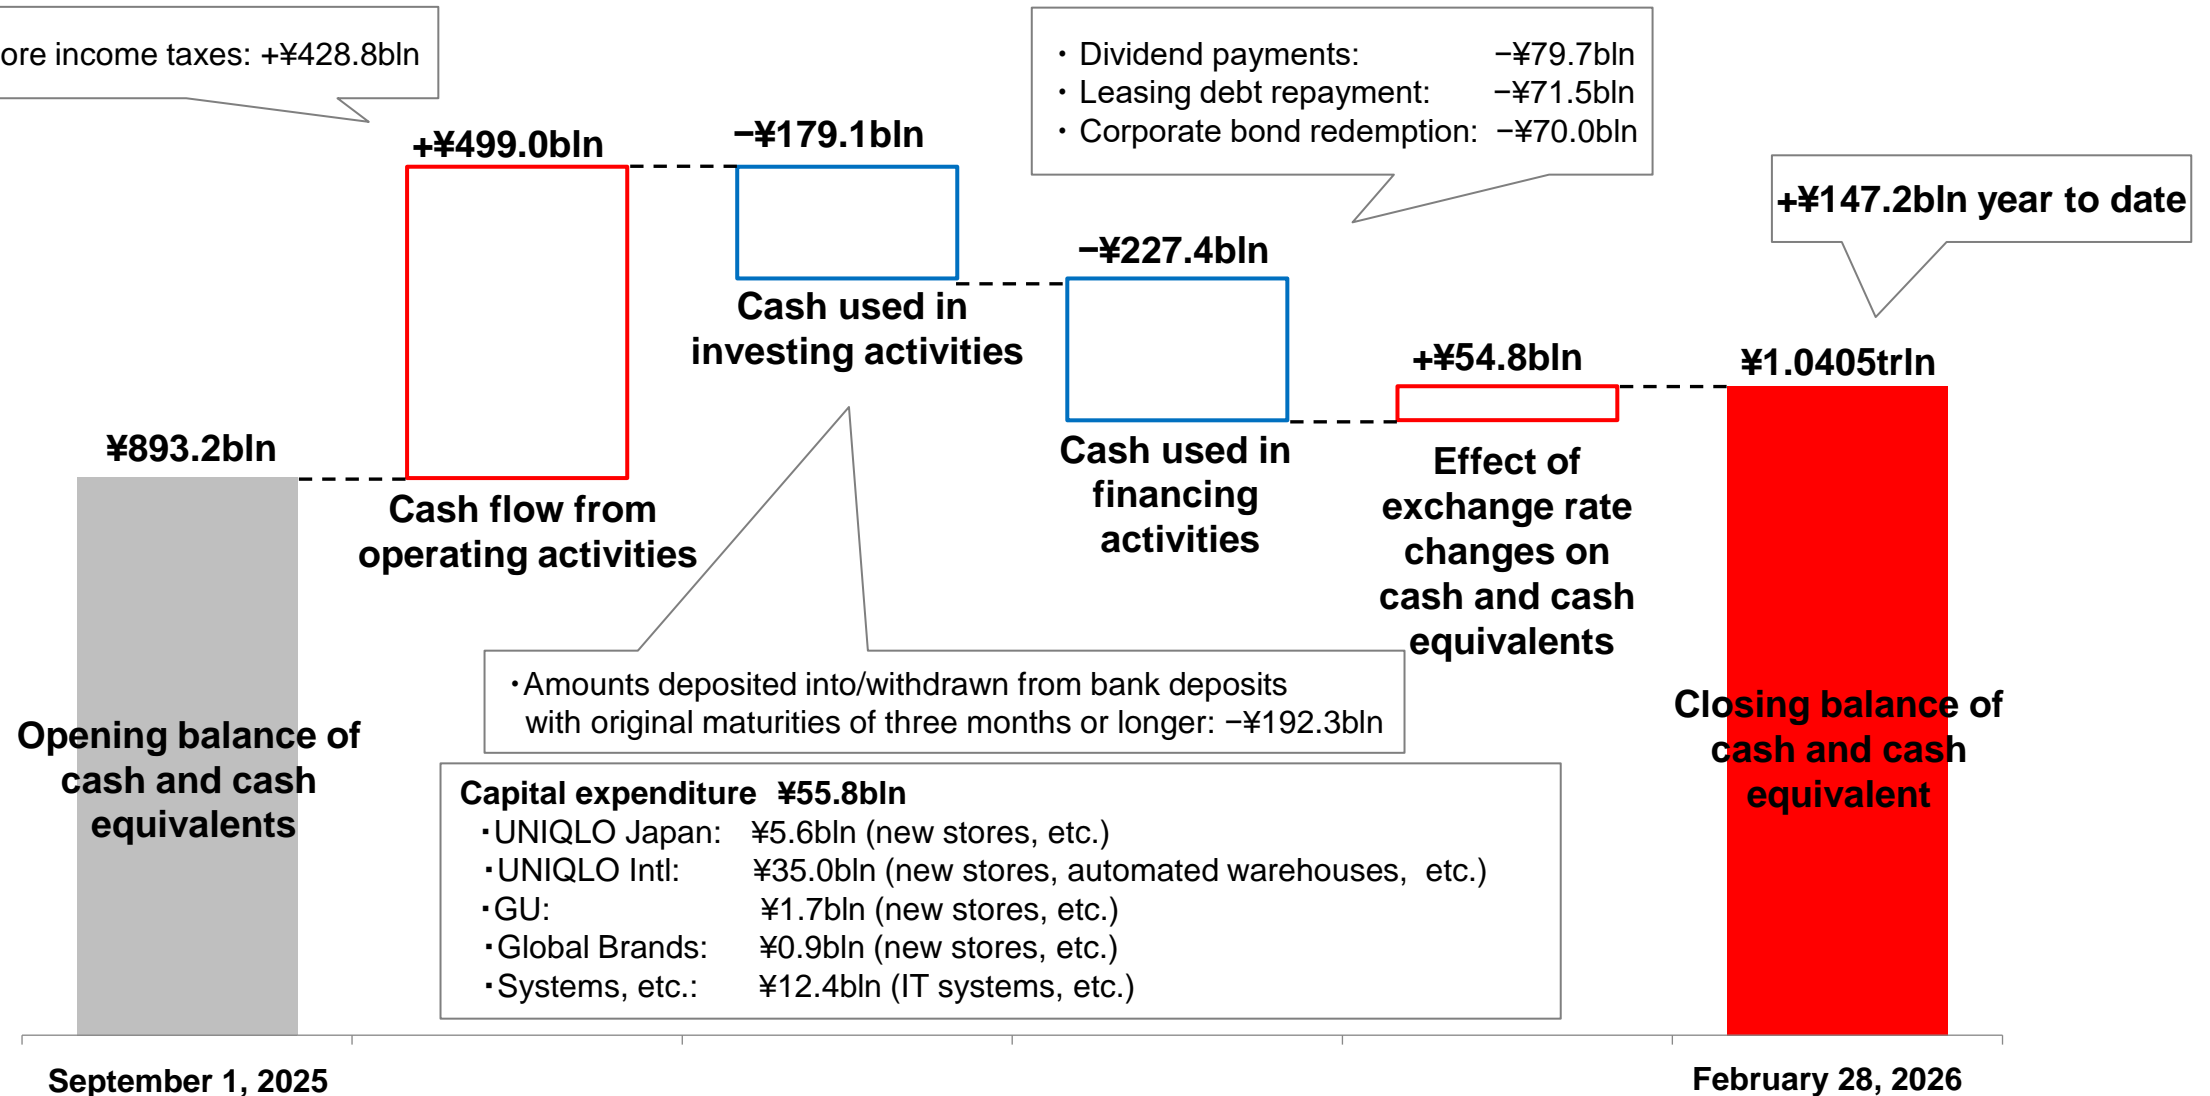 ore income taxes: +¥428.8bln
・Dividend payments: −¥79.7bln
・Leasing debt repayment: −¥71.5bln
・Corporate bond redemption: −¥70.0bln
+¥499.0bln
−¥179.1bln
−¥227.4bln
+¥147.2bln year to date
+¥54.8bln
¥1.0405trln
¥893.2bln
Cash used in
investing activities
Cash flow from
operating activities
Cash used in
financing
activities
Effect of
exchange rate
changes on
cash and cash
equivalents
・Amounts deposited into/withdrawn from bank deposits
with original maturities of three months or longer: −¥192.3bln
Opening balance of
cash and cash
equivalents
Closing balance of
cash and cash
equivalent
Capital expenditure ¥55.8bln
・UNIQLO Japan: ¥5.6bln (new stores, etc.)
・UNIQLO Intl: ¥35.0bln (new stores, automated warehouses, etc.)
・GU: ¥1.7bln (new stores, etc.)
・Global Brands: ¥0.9bln (new stores, etc.)
・Systems, etc.: ¥12.4bln (IT systems, etc.)
September 1, 2025
February 28, 2026